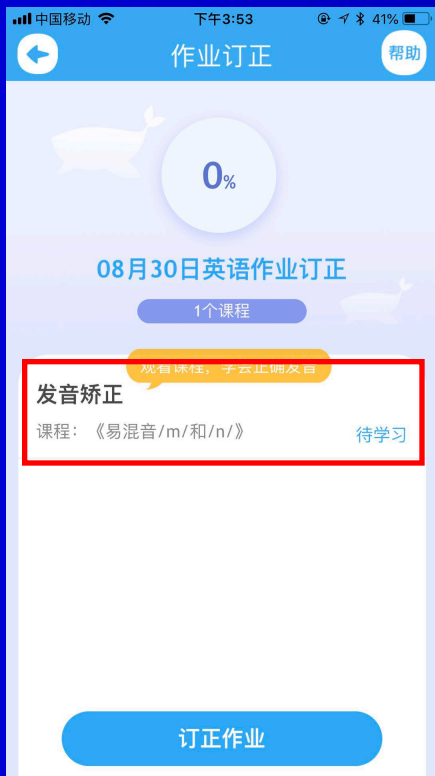 中国移动 下午3:53 41%
作业订正 帮助
0%
08月30日英语作业订正
1个课程
观看课程，学会正确发音
发音矫正
课程：《易混音/m/和/n/》 待学习
订正作业